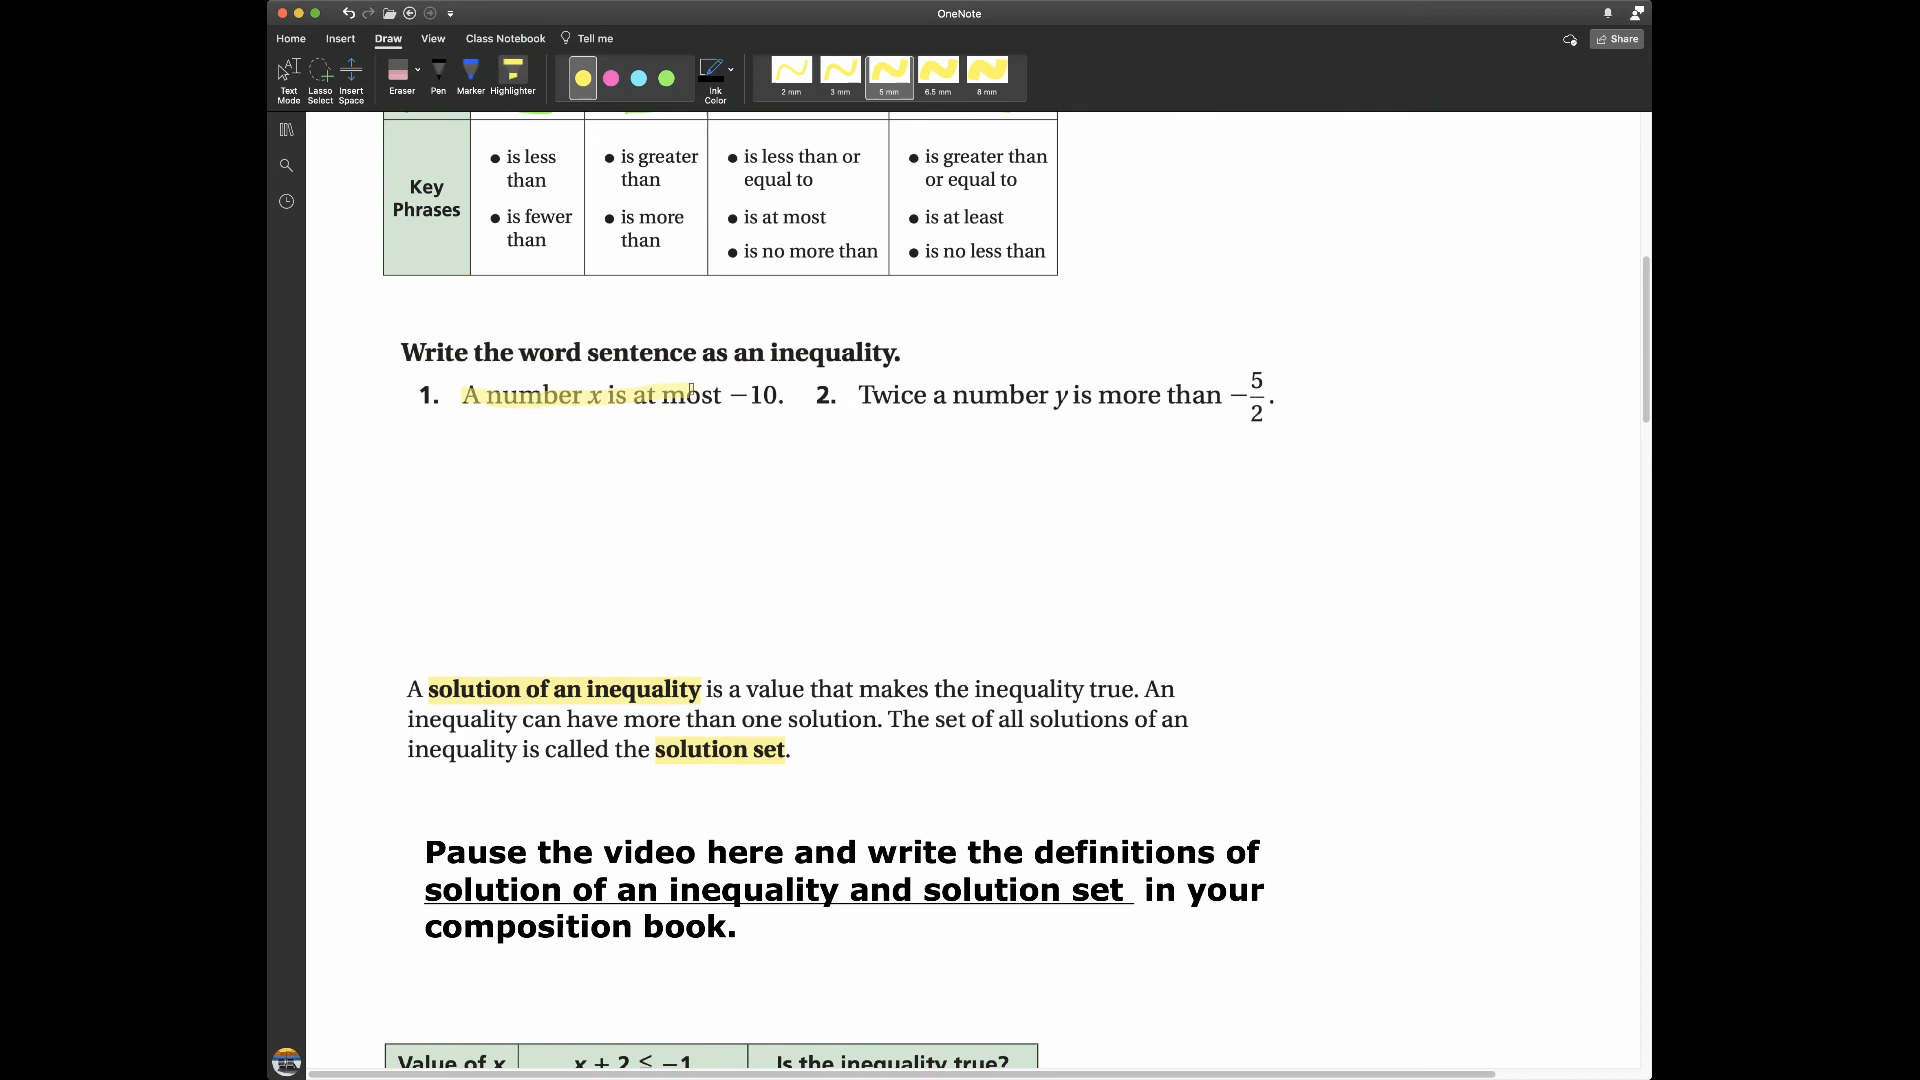 OneNote
Home Insert Draw View Class Notebook Tell me Share
Text Mode Lasso Select Insert Space Eraser Pen Marker Highlighter Ink Color 2 mm 3 mm 5 mm 6.5 mm 8 mm
Key Phrases
• is less than
• is fewer than
• is greater than
• is more than
• is less than or equal to
• is at most
• is no more than
• is greater than or equal to
• is at least
• is no less than
Write the word sentence as an inequality.
1. A number x is at most −10. 2. Twice a number y is more than −5/2.
A solution of an inequality is a value that makes the inequality true. An
inequality can have more than one solution. The set of all solutions of an
inequality is called the solution set.
Pause the video here and write the definitions of
solution of an inequality and solution set in your
composition book.
Value of x x + 2 ≤ −1 Is the inequality true?